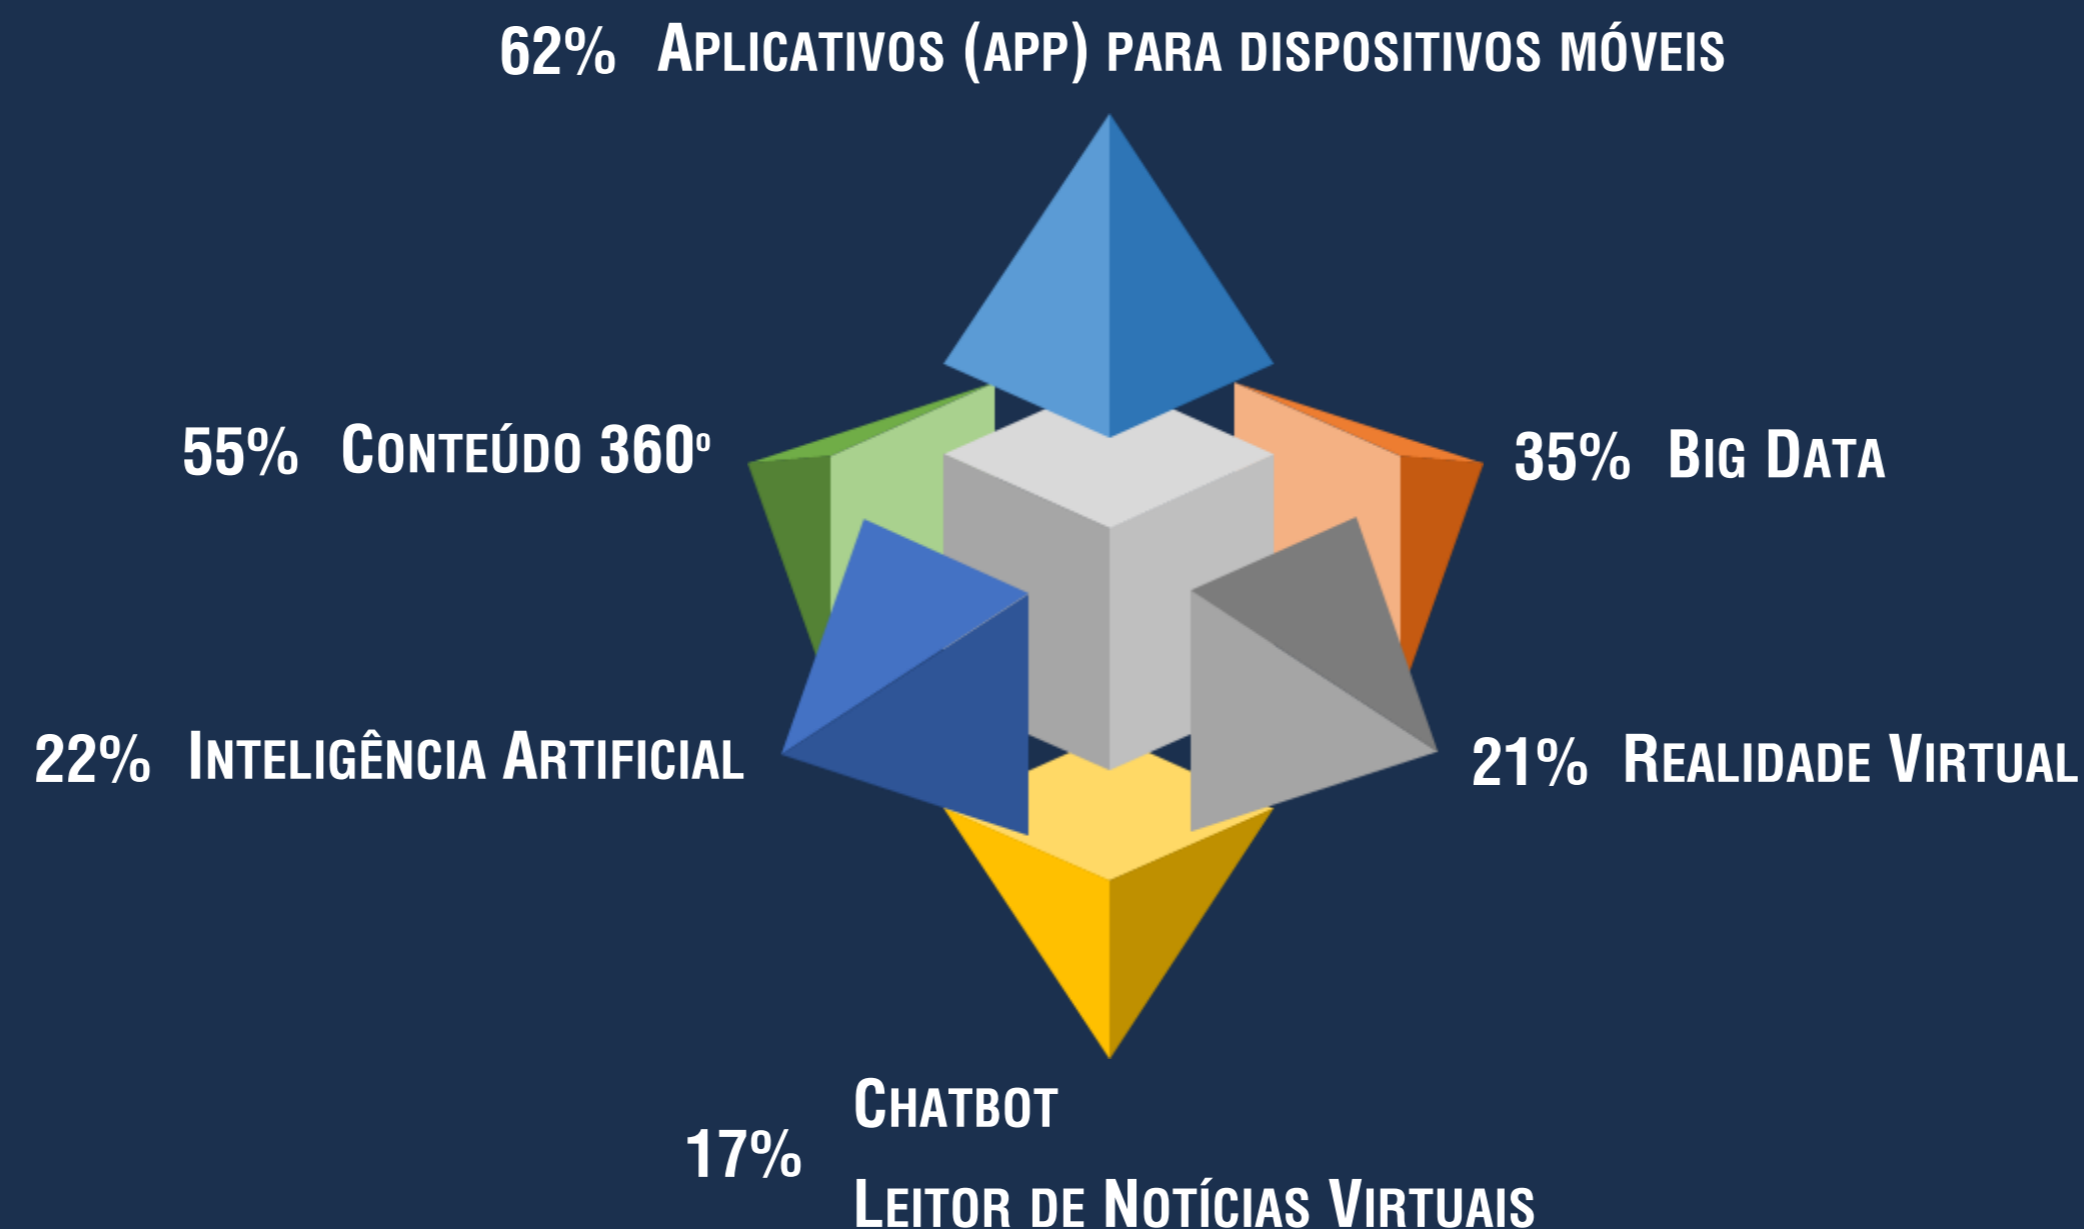 62% APLICATIVOS (APP) PARA DISPOSITIVOS MÓVEIS
55% CONTEÚDO 360º
35% BIG DATA
22% INTELIGÊNCIA ARTIFICIAL
21% REALIDADE VIRTUAL
CHATBOT
17%
LEITOR DE NOTÍCIAS VIRTUAIS